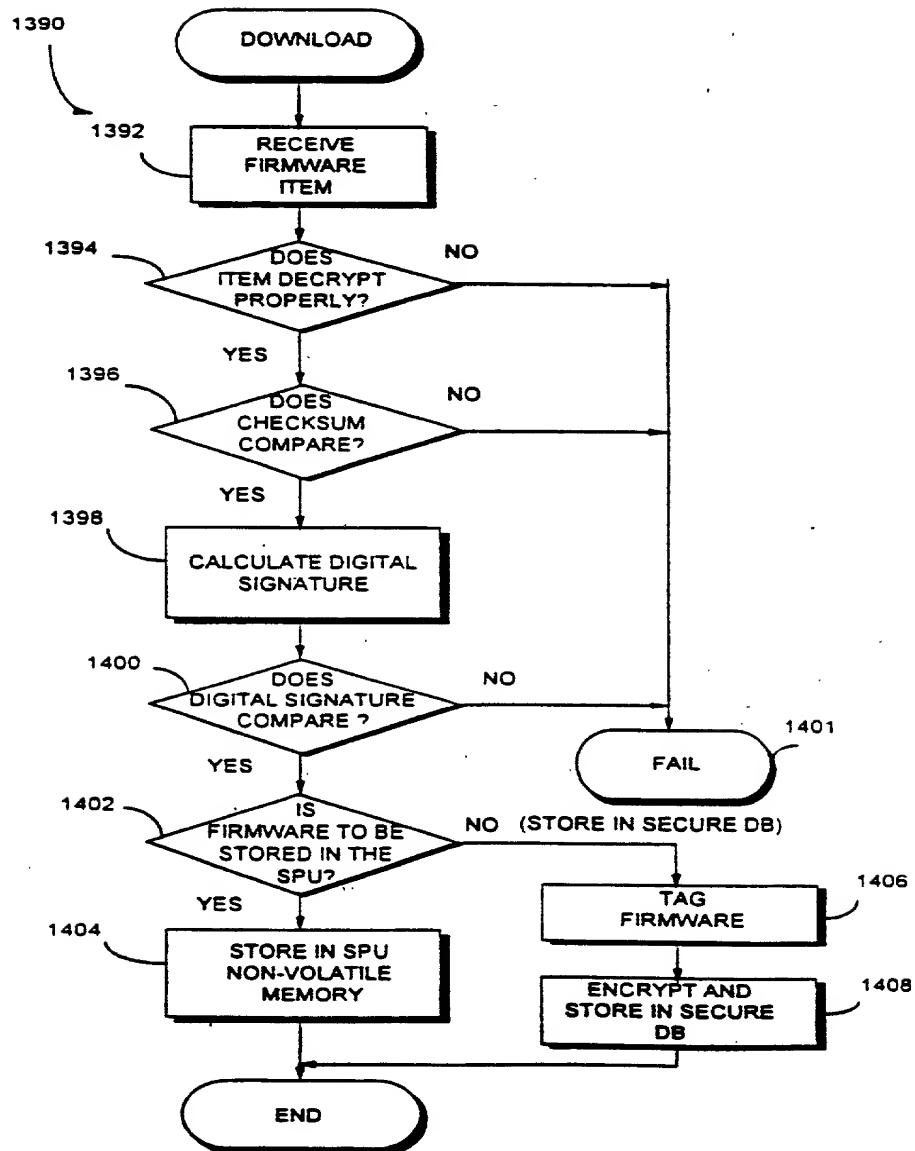 1390
DOWNLOAD
1392
RECEIVE
FIRMWARE
ITEM
1394
DOES
ITEM DECRYPT
PROPERLY?
NO
YES
1396
DOES
CHECKSUM
COMPARE?
NO
YES
1398
CALCULATE DIGITAL
SIGNATURE
1400
DOES
DIGITAL SIGNATURE
COMPARE ?
NO
YES
1401
FAIL
1402
IS
FIRMWARE TO BE
STORED IN THE
SPU?
NO (STORE IN SECURE DB)
YES
1404
STORE IN SPU
NON-VOLATILE
MEMORY
TAG
FIRMWARE
1406
ENCRYPT AND
STORE IN SECURE
DB
1408
END